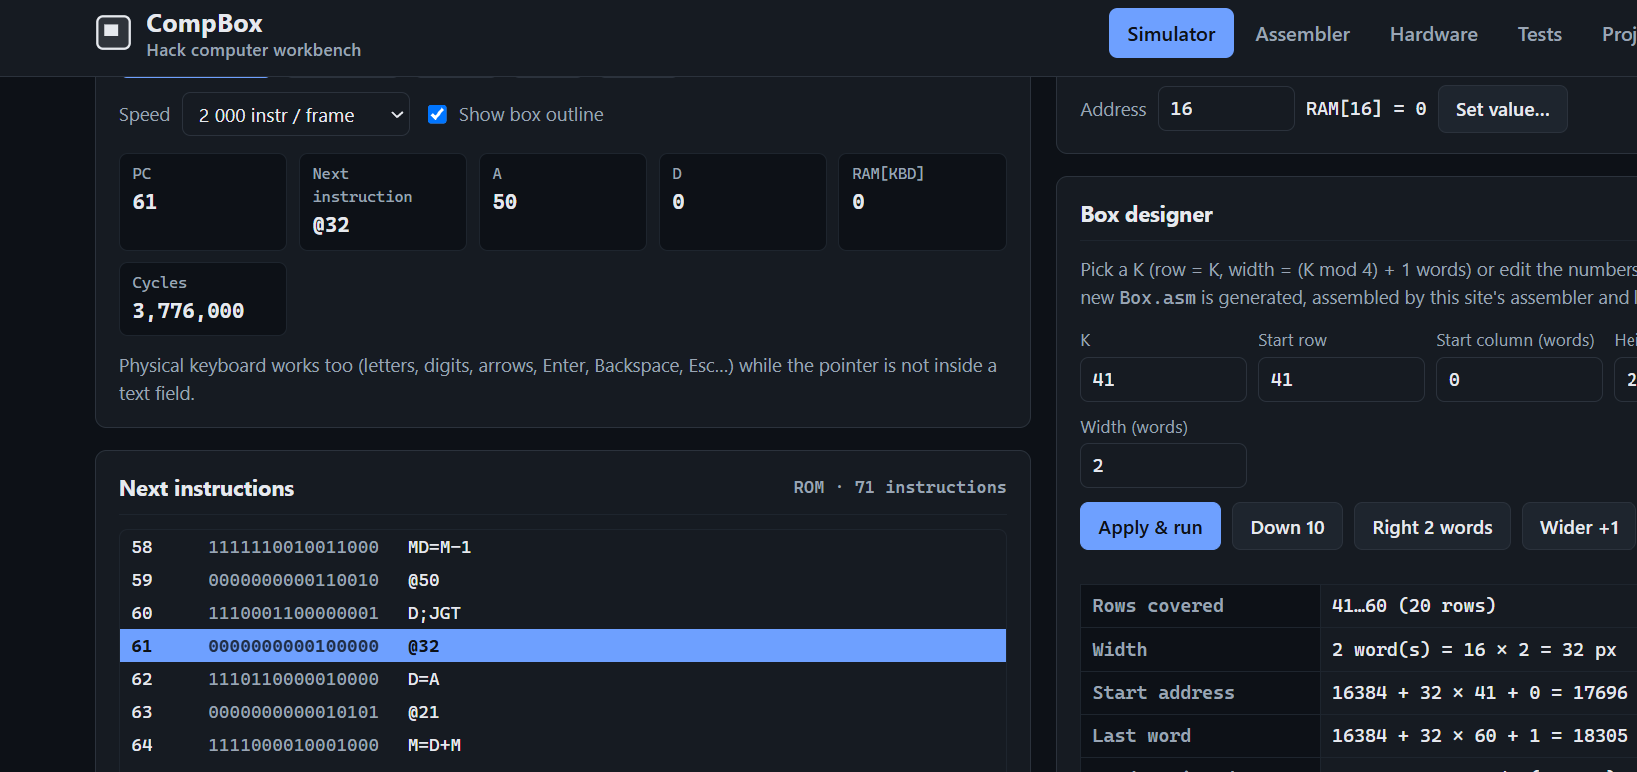 CompBox
Hack computer workbench
Simulator Assembler Hardware Tests Proj
Speed 2 000 instr / frame Show box outline
PC
61
Next instruction
@32
A
50
D
0
RAM[KBD]
0
Cycles
3,776,000
Physical keyboard works too (letters, digits, arrows, Enter, Backspace, Esc...) while the pointer is not inside a
text field.
Next instructions ROM · 71 instructions
58 1111110010011000 MD=M-1
59 0000000000110010 @50
60 1110001100000001 D;JGT
61 0000000000100000 @32
62 1110110000010000 D=A
63 0000000000010101 @21
64 1111000010001000 M=D+M
Address 16 RAM[16] = 0 Set value...
Box designer
Pick a K (row = K, width = (K mod 4) + 1 words) or edit the numbers
new Box.asm is generated, assembled by this site's assembler and
K Start row Start column (words) Hei
41 41 0 2
Width (words)
2
Apply & run Down 10 Right 2 words Wider +1
Rows covered 41…60 (20 rows)
Width 2 word(s) = 16 × 2 = 32 px
Start address 16384 + 32 × 41 + 0 = 17696
Last word 16384 + 32 × 60 + 1 = 18305